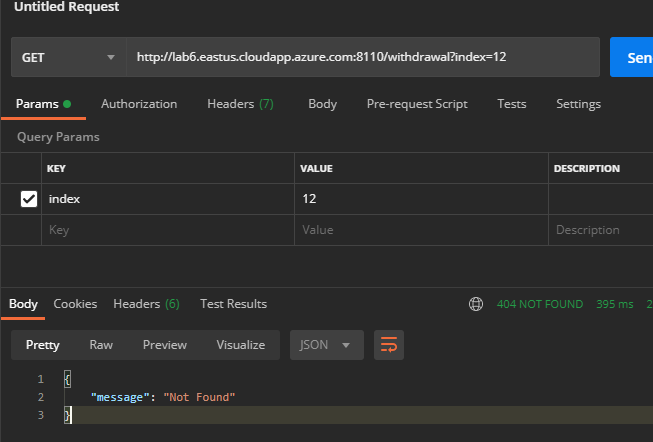 Untitled Request
GET http://lab6.eastus.cloudapp.azure.com:8110/withdrawal?index=12 Sen
Params Authorization Headers (7) Body Pre-request Script Tests Settings
Query Params
KEY VALUE DESCRIPTION
index 12
Key Value Description
Body Cookies Headers (6) Test Results 404 NOT FOUND 395 ms 2
Pretty Raw Preview Visualize JSON
1 {
2 "message": "Not Found"
3 }